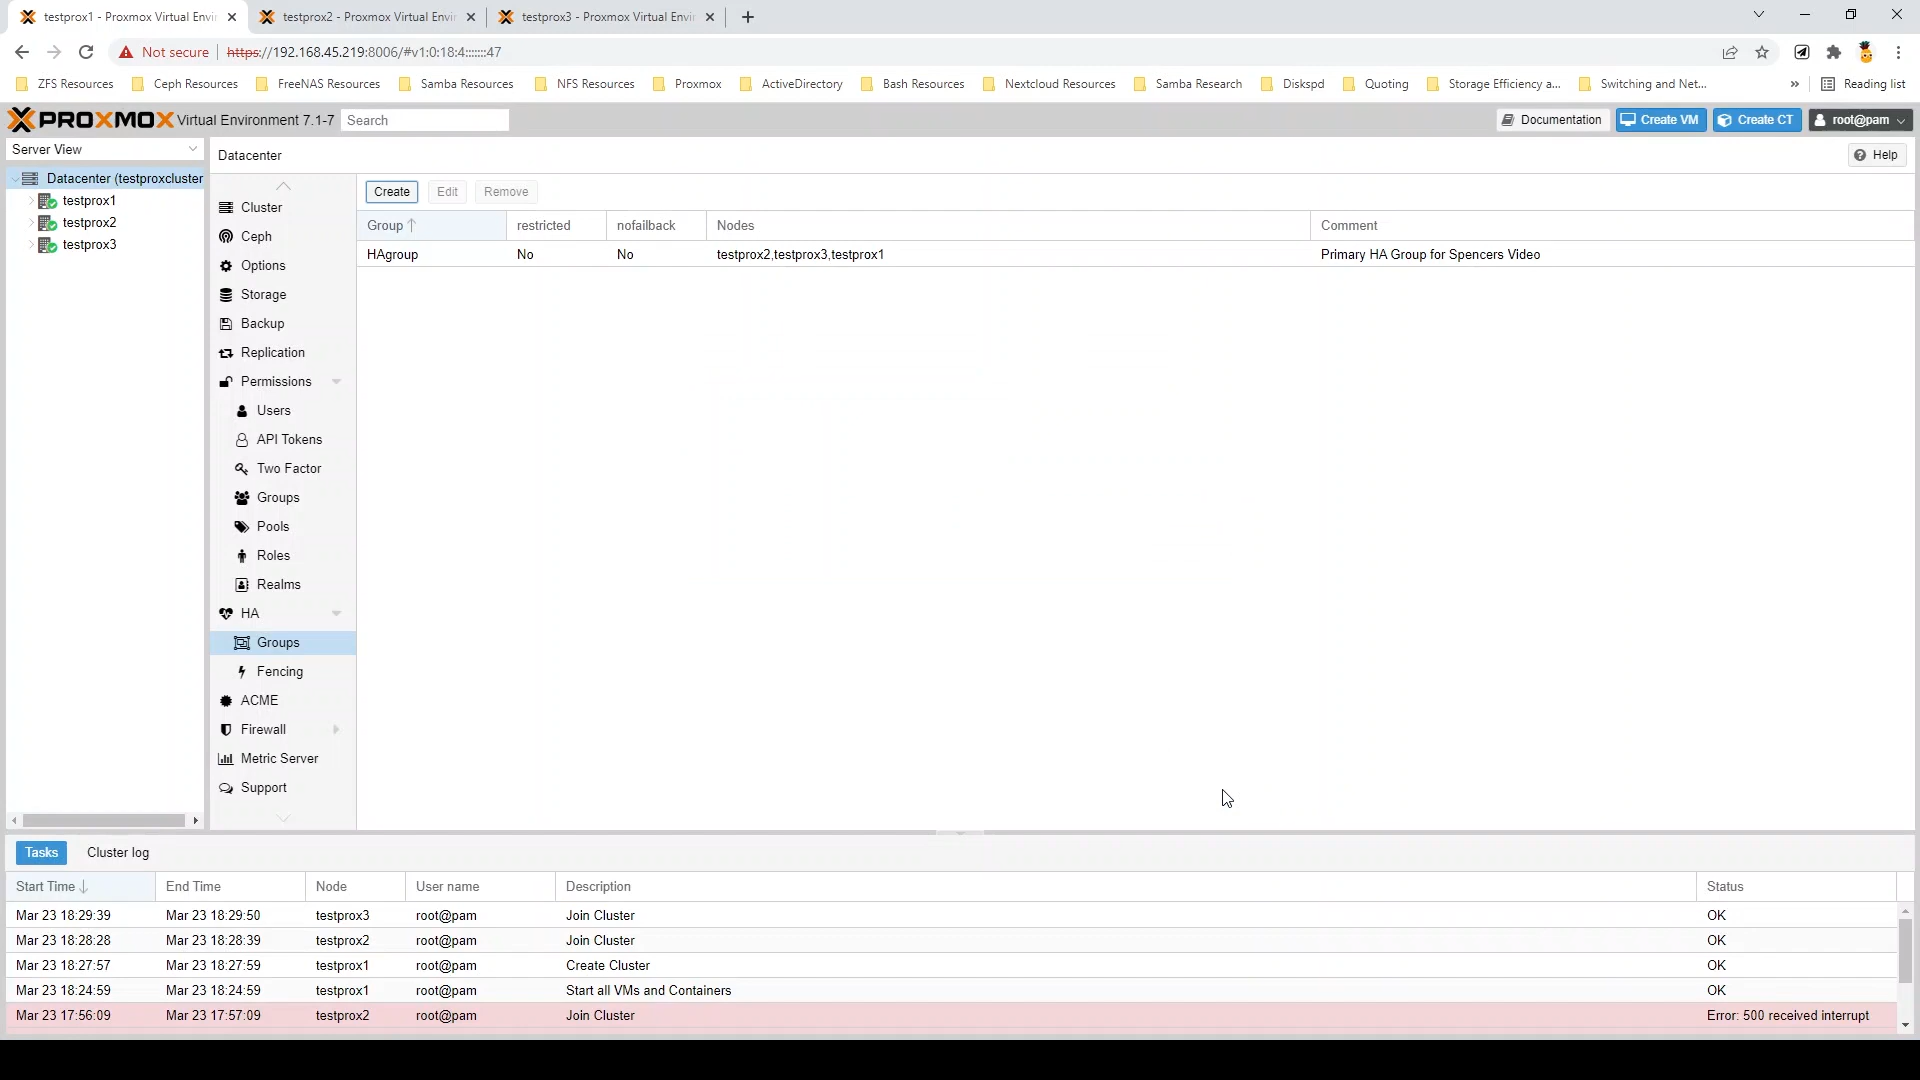 testprox1 - Proxmox Virtual Envir
testprox2 - Proxmox Virtual Envir
testprox3 - Proxmox Virtual Envir
Not secure
https://192.168.45.219:8006/#v1:0:18:4:::::::47
ZFS Resources
Ceph Resources
FreeNAS Resources
Samba Resources
NFS Resources
Proxmox
ActiveDirectory
Bash Resources
Nextcloud Resources
Samba Research
Diskspd
Quoting
Storage Efficiency a...
Switching and Net...
»
Reading list
PROXMOX Virtual Environment 7.1-7
Search
Documentation
Create VM
Create CT
root@pam
Server View
Datacenter (testproxcluster
testprox1
testprox2
testprox3
Datacenter
Help
Cluster
Ceph
Options
Storage
Backup
Replication
Permissions
Users
API Tokens
Two Factor
Groups
Pools
Roles
Realms
HA
Groups
Fencing
ACME
Firewall
Metric Server
Support
Create Edit Remove
Group restricted nofailback Nodes Comment
HAgroup No No testprox2,testprox3,testprox1 Primary HA Group for Spencers Video
Tasks Cluster log
Start Time End Time Node User name Description Status
Mar 23 18:29:39 Mar 23 18:29:50 testprox3 root@pam Join Cluster OK
Mar 23 18:28:28 Mar 23 18:28:39 testprox2 root@pam Join Cluster OK
Mar 23 18:27:57 Mar 23 18:27:59 testprox1 root@pam Create Cluster OK
Mar 23 18:24:59 Mar 23 18:24:59 testprox1 root@pam Start all VMs and Containers OK
Mar 23 17:56:09 Mar 23 17:57:09 testprox2 root@pam Join Cluster Error: 500 received interrupt